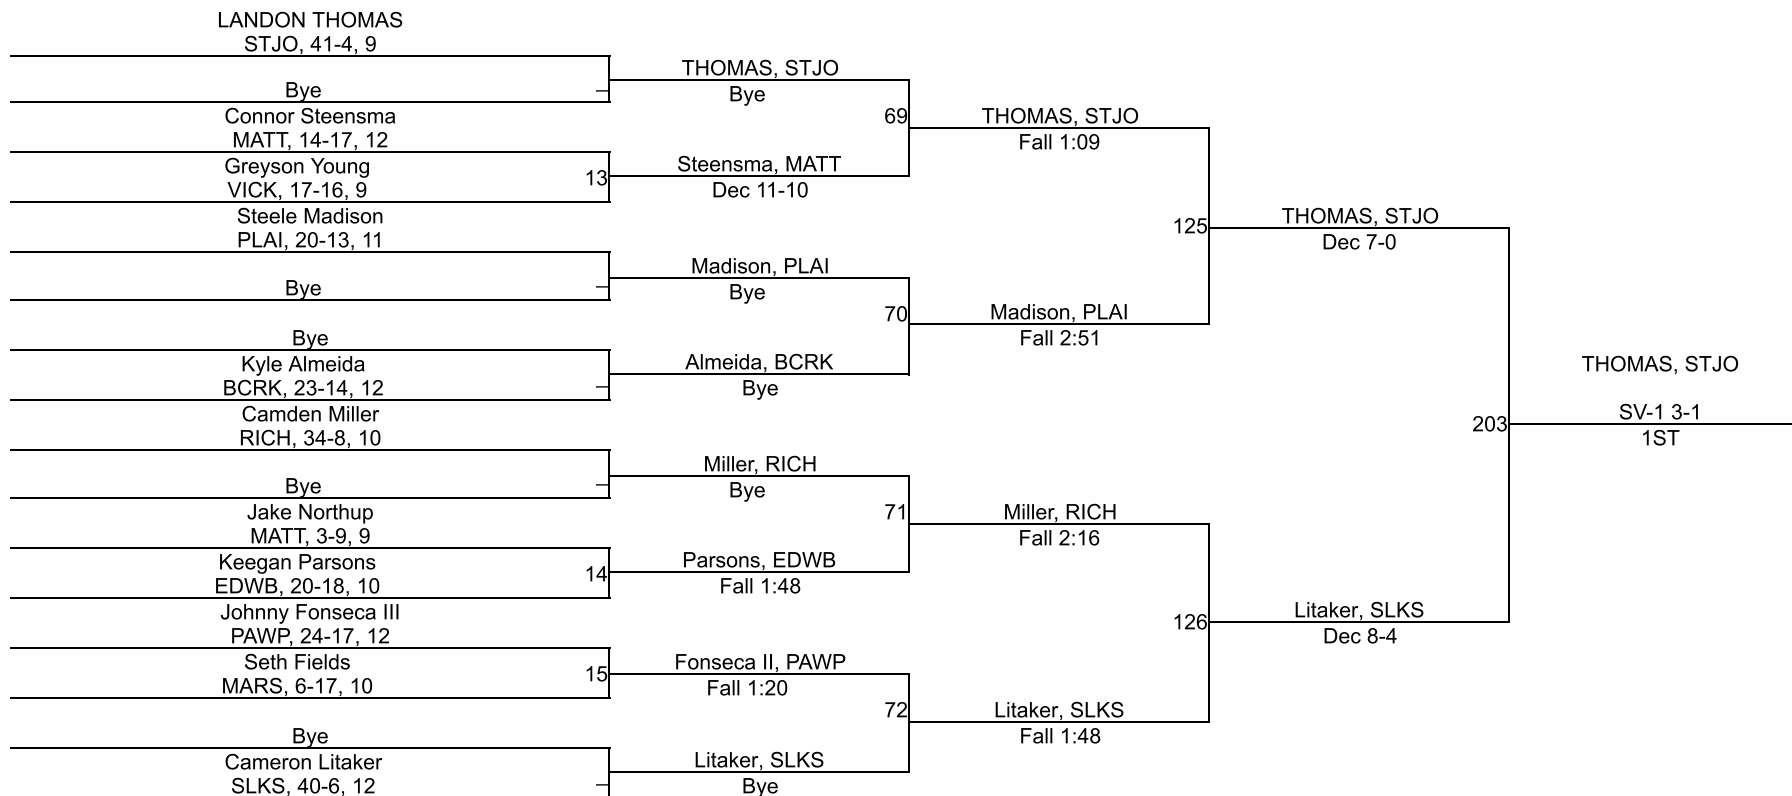 LANDON THOMAS
STJO, 41-4, 9
Bye
Connor Steensma
MATT, 14-17, 12
Greyson Young
VICK, 17-16, 9
Steele Madison
PLAI, 20-13, 11
Bye
Bye
Kyle Almeida
BCRK, 23-14, 12
Camden Miller
RICH, 34-8, 10
Bye
Jake Northup
MATT, 3-9, 9
Keegan Parsons
EDWB, 20-18, 10
Johnny Fonseca III
PAWP, 24-17, 12
Seth Fields
MARS, 6-17, 10
Bye
Cameron Litaker
SLKS, 40-6, 12
13
14
15
THOMAS, STJO
Bye
Steensma, MATT
Dec 11-10
Madison, PLAI
Bye
Almeida, BCRK
Bye
Miller, RICH
Bye
Parsons, EDWB
Fall 1:48
Fonseca II, PAWP
Fall 1:20
Litaker, SLKS
Bye
69
70
71
72
THOMAS, STJO
Fall 1:09
Madison, PLAI
Fall 2:51
Miller, RICH
Fall 2:16
Litaker, SLKS
Fall 1:48
125
126
THOMAS, STJO
Dec 7-0
Litaker, SLKS
Dec 8-4
203
THOMAS, STJO
SV-1 3-1
1ST